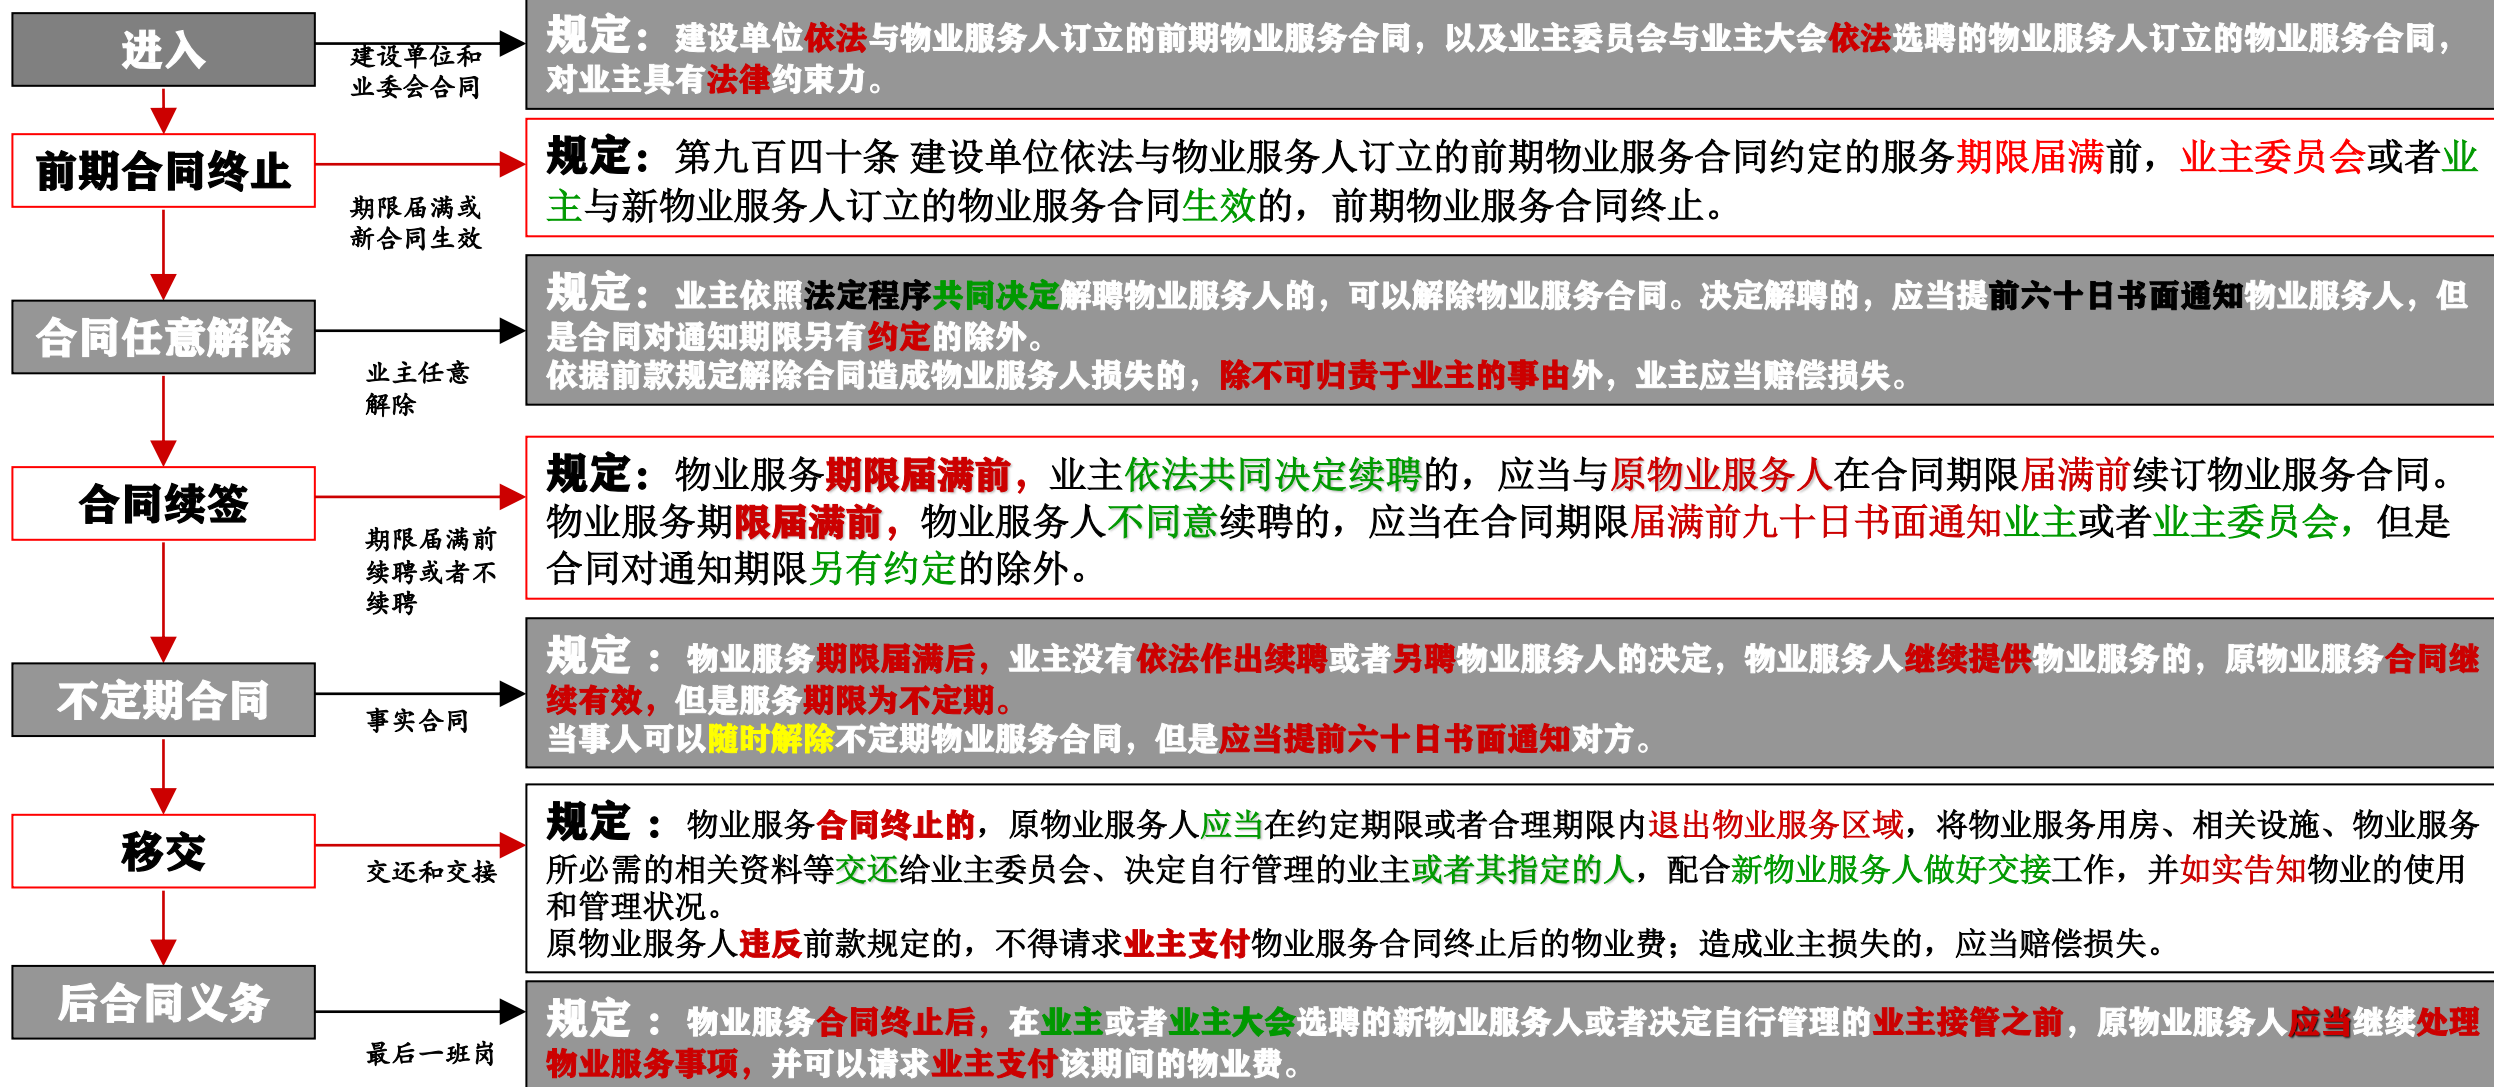 进入
建设单位和
业委会合同
规定：建设单位依法与物业服务人订立的前期物业服务合同，以及业主委员会与业主大会依法选聘的物业服务人订立的物业服务合同，
对业主具有法律约束力。
前期合同终止
期限届满或
新合同生效
规定：第九百四十条 建设单位依法与物业服务人订立的前期物业服务合同约定的服务期限届满前，业主委员会或者业
主与新物业服务人订立的物业服务合同生效的，前期物业服务合同终止。
合同任意解除
业主任意
解除
规定：业主依照法定程序共同决定解聘物业服务人的，可以解除物业服务合同。决定解聘的，应当提前六十日书面通知物业服务人，但
是合同对通知期限另有约定的除外。
依据前款规定解除合同造成物业服务人损失的，除不可归责于业主的事由外，业主应当赔偿损失。
合同续签
期限届满前
续聘或者不
续聘
规定：物业服务期限届满前，业主依法共同决定续聘的，应当与原物业服务人在合同期限届满前续订物业服务合同。
物业服务期限届满前，物业服务人不同意续聘的，应当在合同期限届满前九十日书面通知业主或者业主委员会，但是
合同对通知期限另有约定的除外。
不定期合同
事实合同
规定 ：物业服务期限届满后，业主没有依法作出续聘或者另聘物业服务人的决定，物业服务人继续提供物业服务的，原物业服务合同继
续有效，但是服务期限为不定期。
当事人可以随时解除不定期物业服务合同，但是应当提前六十日书面通知对方。
移交
交还和交接
规定 ：物业服务合同终止的，原物业服务人应当在约定期限或者合理期限内退出物业服务区域，将物业服务用房、相关设施、物业服务
所必需的相关资料等交还给业主委员会、决定自行管理的业主或者其指定的人，配合新物业服务人做好交接工作，并如实告知物业的使用
和管理状况。
原物业服务人违反前款规定的，不得请求业主支付物业服务合同终止后的物业费；造成业主损失的，应当赔偿损失。
后合同义务
最后一班岗
规定 ：物业服务合同终止后，在业主或者业主大会选聘的新物业服务人或者决定自行管理的业主接管之前，原物业服务人应当继续处理
物业服务事项，并可以请求业主支付该期间的物业费。